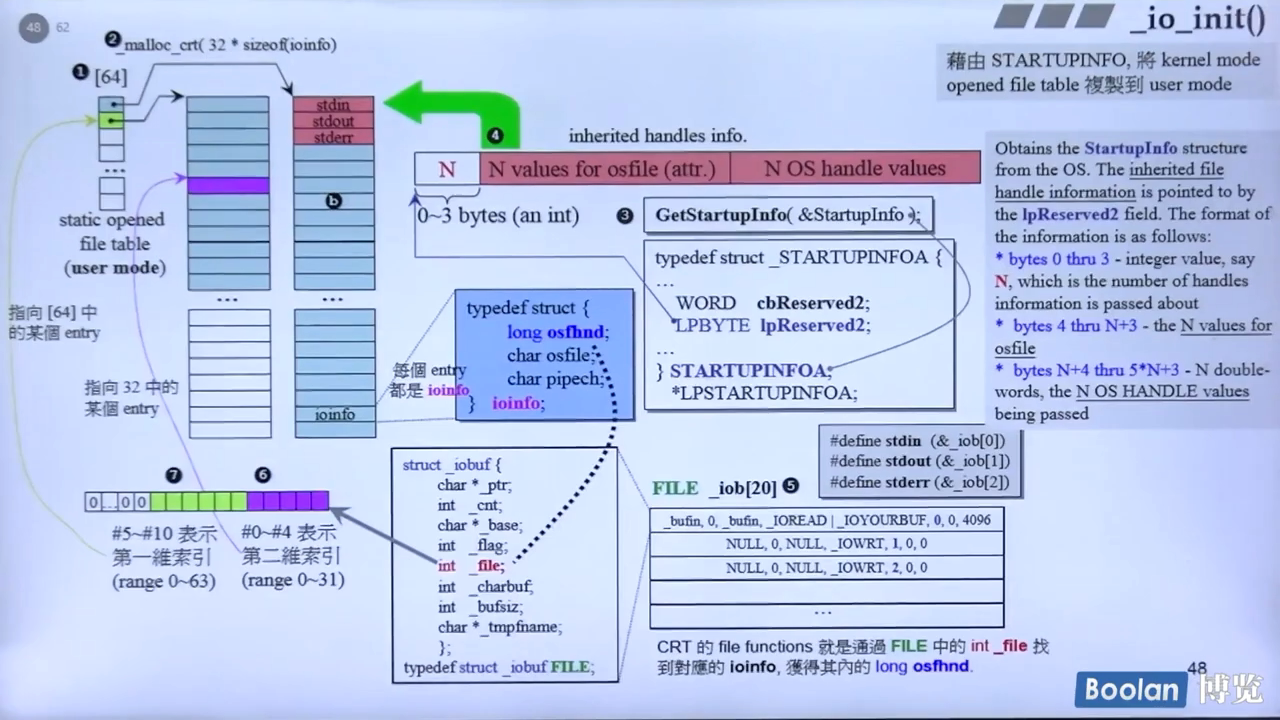 48 62
_io_init()
藉由 STARTUPINFO, 將 kernel mode
opened file table 複製到 user mode
❷
_malloc_crt( 32 * sizeof(ioinfo)
❶ [64]
stdin
stdout
stderr
...
b
static opened
file table
(user mode)
...
...
指向 [64] 中
的某個 entry
指向 32 中的
某個 entry
ioinfo
每個 entry
都是 ioinfo
❹
inherited handles info.
N
N values for osfile (attr.)
N OS handle values
0~3 bytes (an int)
❸
GetStartupInfo( &StartupInfo );
typedef struct _STARTUPINFOA {
...
WORD cbReserved2;
LPBYTE lpReserved2;
...
} STARTUPINFOA,
*LPSTARTUPINFOA;
typedef struct {
long osfhnd;
char osfile;
char pipech;
} ioinfo;
Obtains the StartupInfo structure
from the OS. The inherited file
handle information is pointed to by
the lpReserved2 field. The format of
the information is as follows:
* bytes 0 thru 3 - integer value, say
N, which is the number of handles
information is passed about
* bytes 4 thru N+3 - the N values for
osfile
* bytes N+4 thru 5*N+3 - N double-
words, the N OS HANDLE values
being passed
#define stdin (&_iob[0])
#define stdout (&_iob[1])
#define stderr (&_iob[2])
❼
❻
0 ... 0 0
#5~#10 表示
第一維索引
(range 0~63)
#0~#4 表示
第二維索引
(range 0~31)
struct _iobuf {
char *_ptr;
int _cnt;
char *_base;
int _flag;
int _file;
int _charbuf;
int _bufsiz;
char *_tmpfname;
};
typedef struct _iobuf FILE;
FILE _iob[20] ❺
_bufin, 0, _bufin, _IOREAD | _IOYOURBUF, 0, 0, 4096
NULL, 0, NULL, _IOWRT, 1, 0, 0
NULL, 0, NULL, _IOWRT, 2, 0, 0
...
CRT 的 file functions 就是通過 FILE 中的 int _file 找
到對應的 ioinfo, 獲得其內的 long osfhnd.
48
Boolan 博览